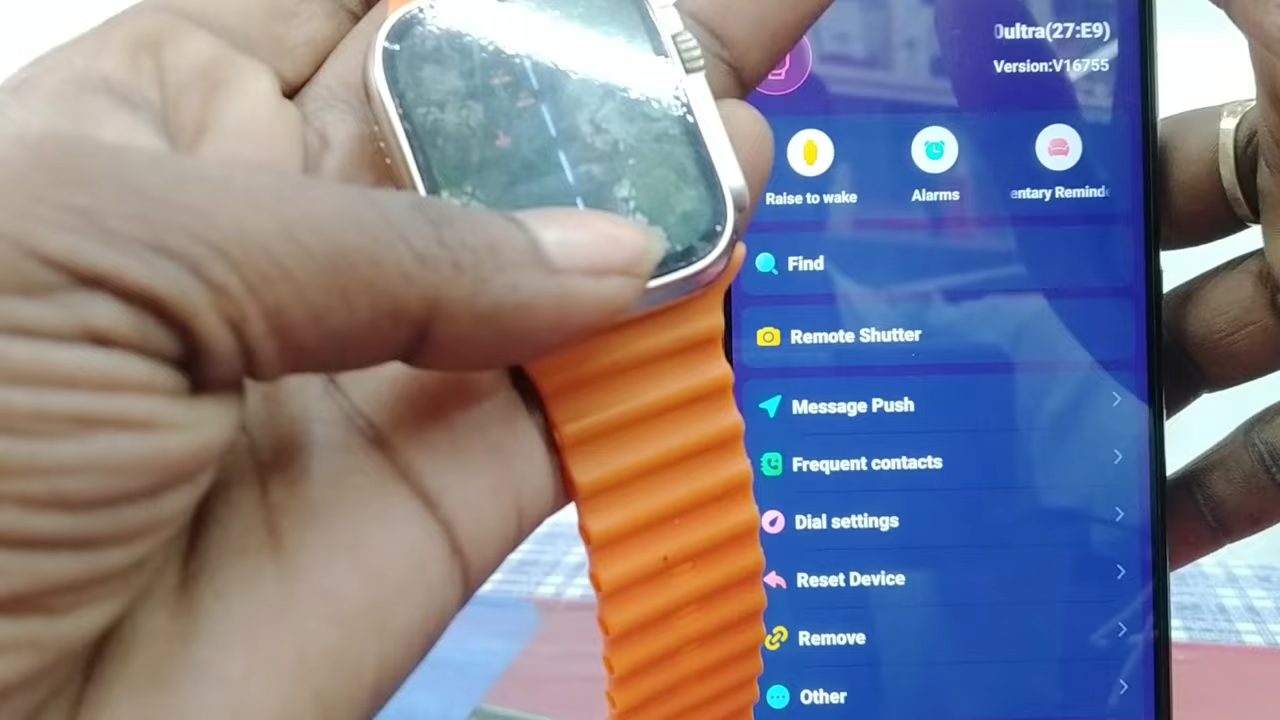 0ultra(27:E9)
Version:V16755
Raise to wake
Alarms
entary Remind
Find
Remote Shutter
Message Push
Frequent contacts
Dial settings
Reset Device
Remove
Other